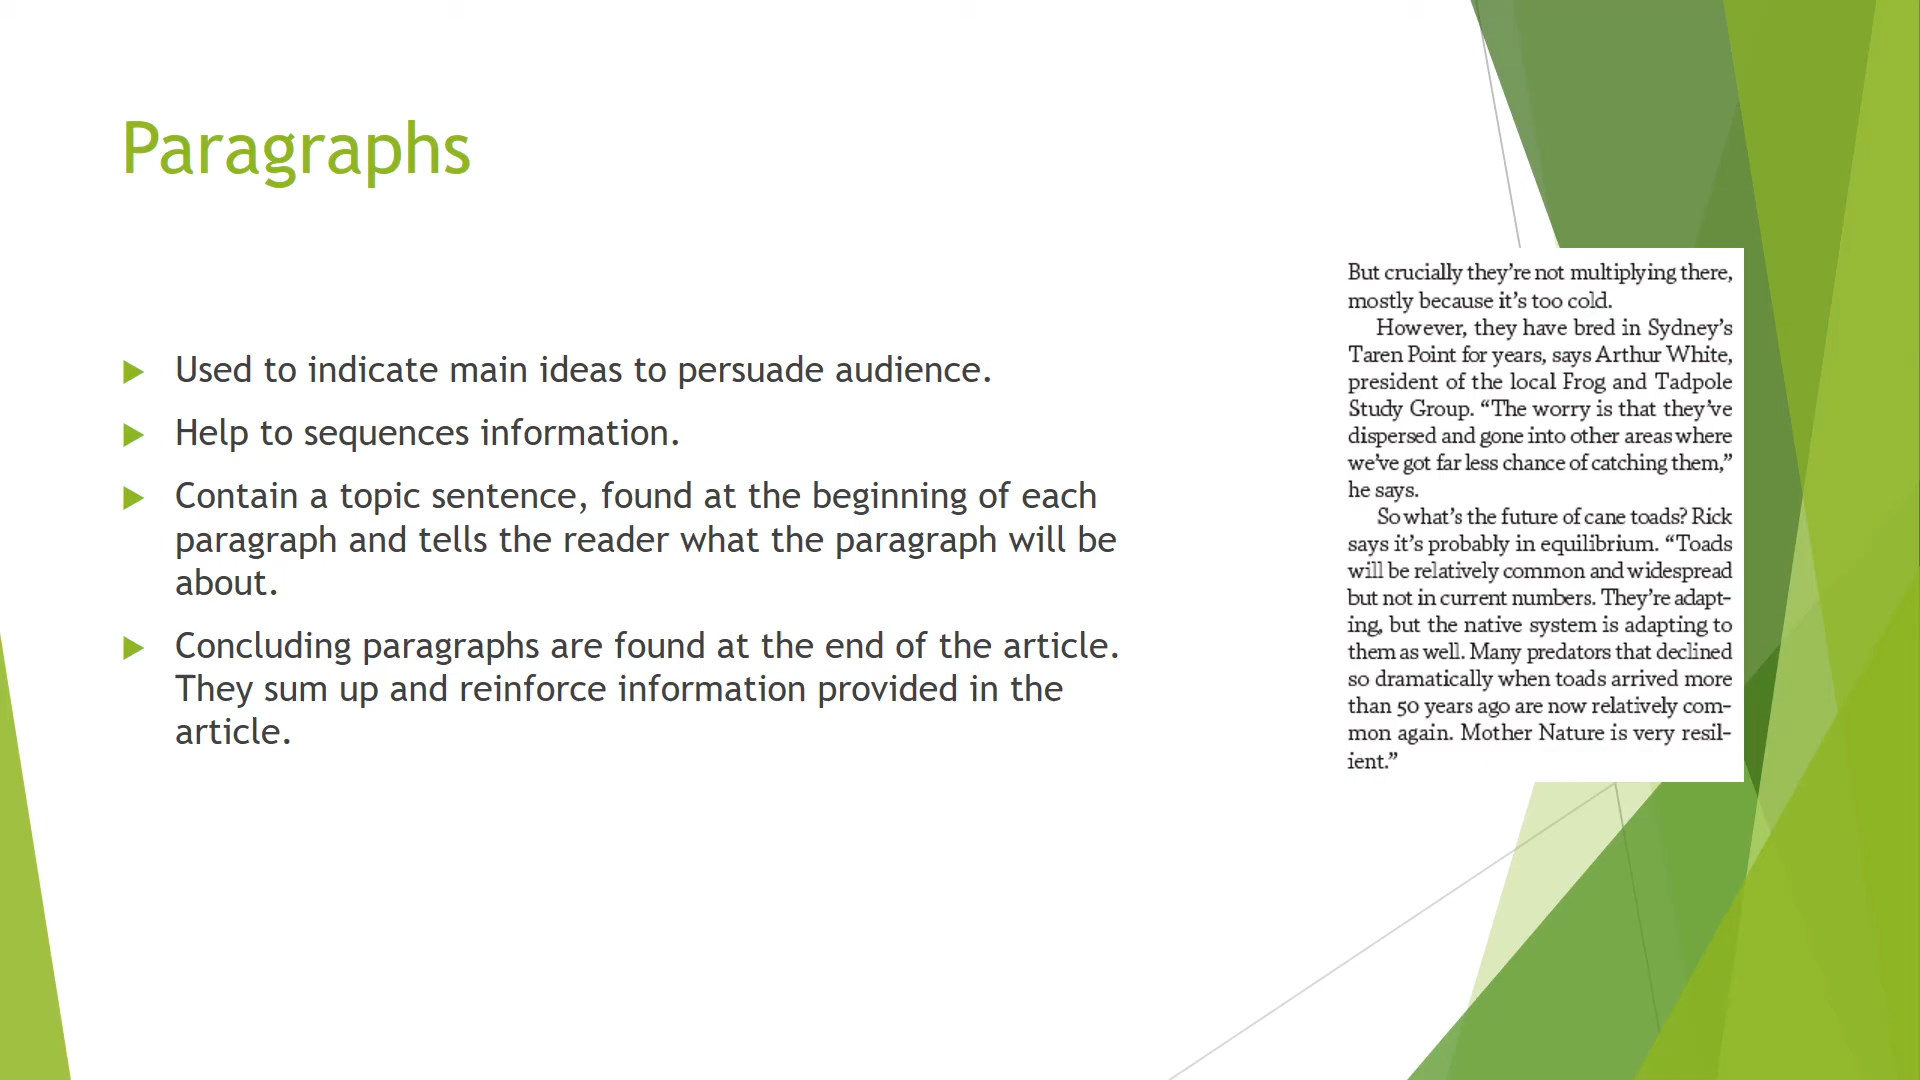 Paragraphs
Used to indicate main ideas to persuade audience.
Help to sequences information.
Contain a topic sentence, found at the beginning of each
paragraph and tells the reader what the paragraph will be
about.
Concluding paragraphs are found at the end of the article.
They sum up and reinforce information provided in the
article.
But crucially they’re not multiplying there,
mostly because it’s too cold.
However, they have bred in Sydney’s
Taren Point for years, says Arthur White,
president of the local Frog and Tadpole
Study Group. “The worry is that they’ve
dispersed and gone into other areas where
we’ve got far less chance of catching them,”
he says.
So what’s the future of cane toads? Rick
says it’s probably in equilibrium. “Toads
will be relatively common and widespread
but not in current numbers. They’re adapt-
ing, but the native system is adapting to
them as well. Many predators that declined
so dramatically when toads arrived more
than 50 years ago are now relatively com-
mon again. Mother Nature is very resil-
ient.”